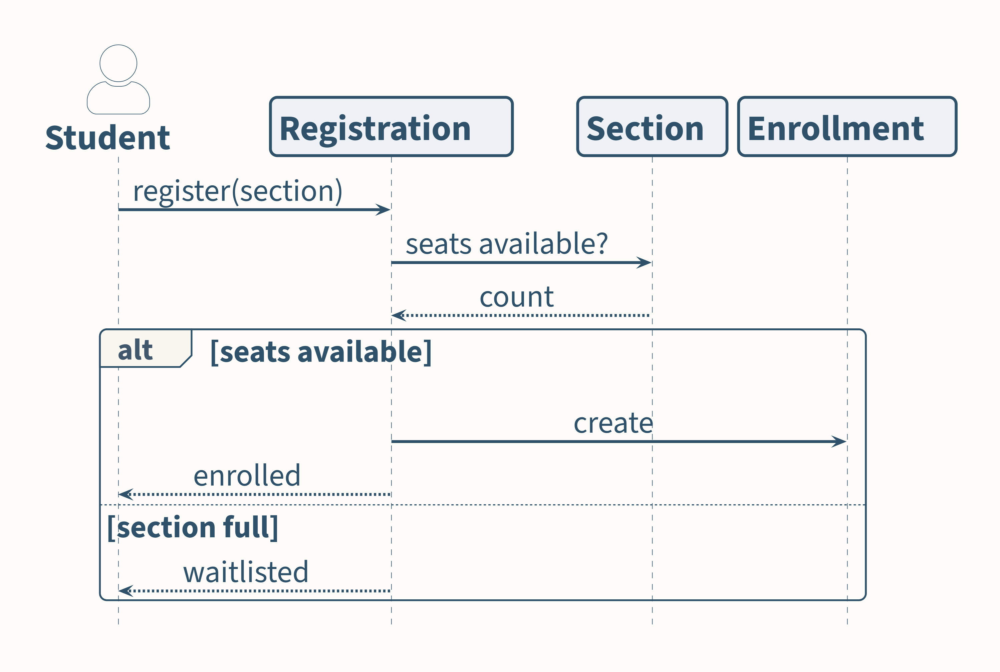 Student
Registration
Section
Enrollment
register(section)
seats available?
count
alt
[seats available]
create
enrolled
[section full]
waitlisted